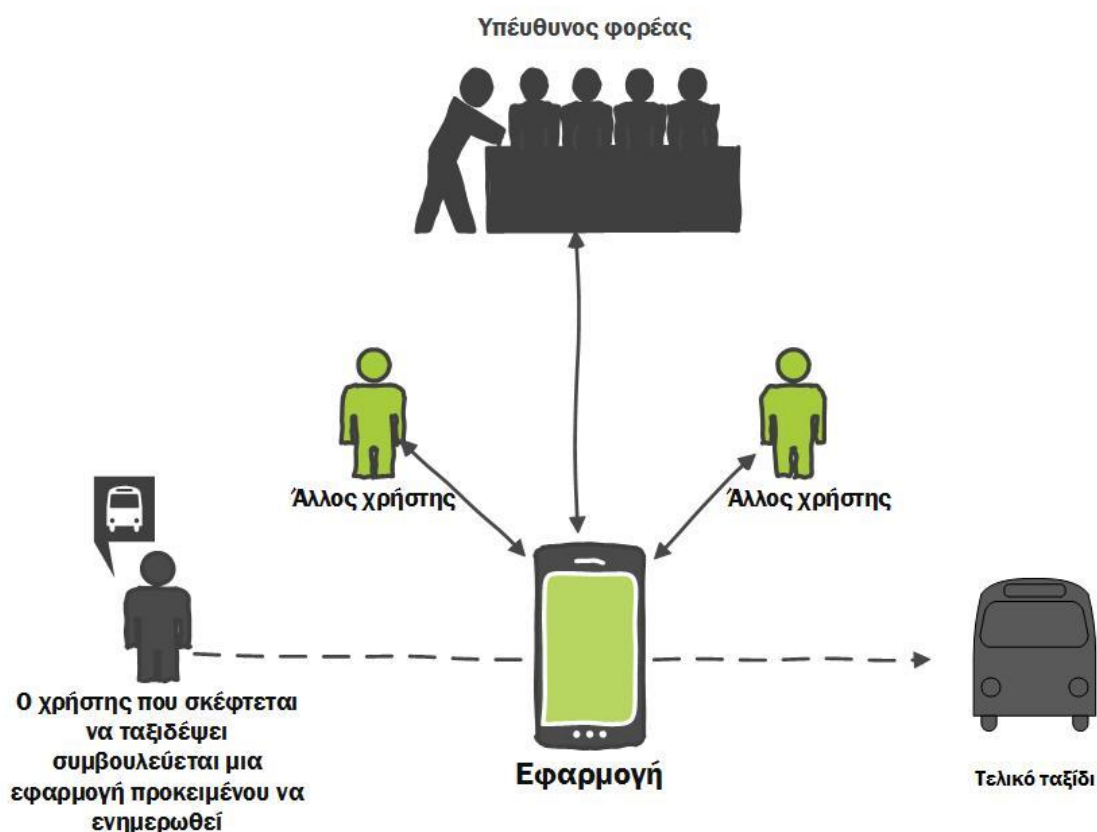 Υπέυθυνος φορέας
Άλλος χρήστης
Άλλος χρήστης
Ο χρήστης που σκέφτεται
να ταξιδέψει
συμβουλεύεται μια
εφαρμογή προκειμένου να
ενημερωθεί
Εφαρμογή
Τελικό ταξίδι